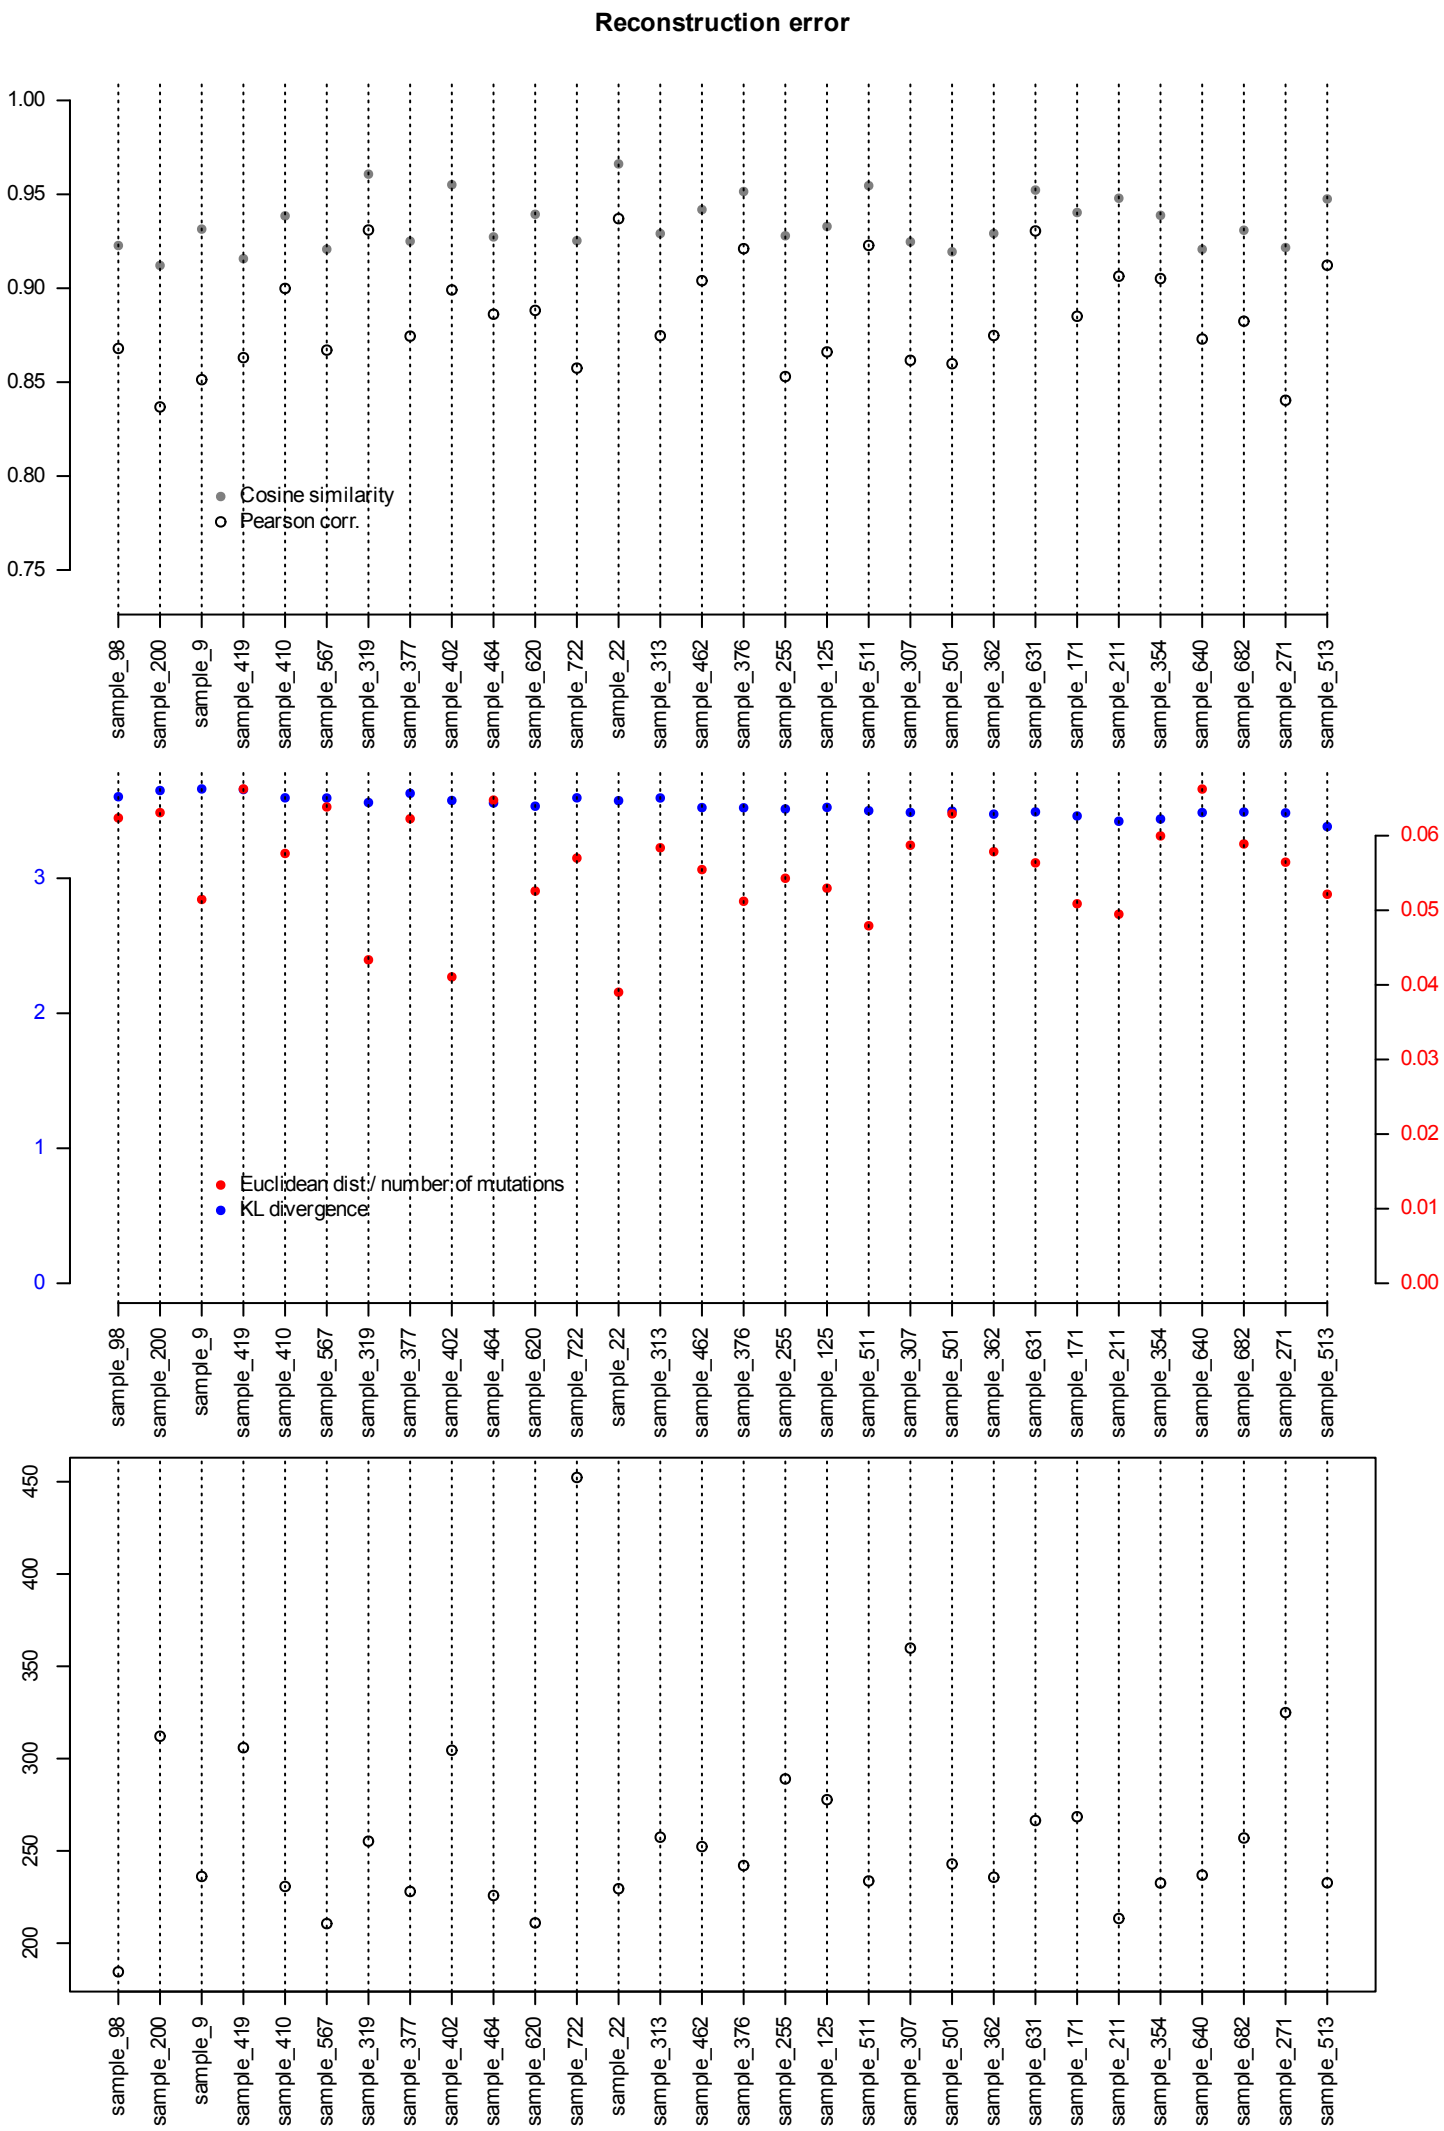 Reconstruction error
1.00
0.95
0.90
0.85
0.80
0.75
Cosine similarity
Pearson corr.
sample_98
sample_200
sample_9
sample_419
sample_410
sample_567
sample_319
sample_377
sample_402
sample_464
sample_620
sample_722
sample_22
sample_313
sample_462
sample_376
sample_255
sample_125
sample_511
sample_307
sample_501
sample_362
sample_631
sample_171
sample_211
sample_354
sample_640
sample_682
sample_271
sample_513
3
2
1
0
Euclidean dist./ number of mutations
KL divergence
0.06
0.05
0.04
0.03
0.02
0.01
0.00
sample_98
sample_200
sample_9
sample_419
sample_410
sample_567
sample_319
sample_377
sample_402
sample_464
sample_620
sample_722
sample_22
sample_313
sample_462
sample_376
sample_255
sample_125
sample_511
sample_307
sample_501
sample_362
sample_631
sample_171
sample_211
sample_354
sample_640
sample_682
sample_271
sample_513
450
400
350
300
250
200
sample_98
sample_200
sample_9
sample_419
sample_410
sample_567
sample_319
sample_377
sample_402
sample_464
sample_620
sample_722
sample_22
sample_313
sample_462
sample_376
sample_255
sample_125
sample_511
sample_307
sample_501
sample_362
sample_631
sample_171
sample_211
sample_354
sample_640
sample_682
sample_271
sample_513